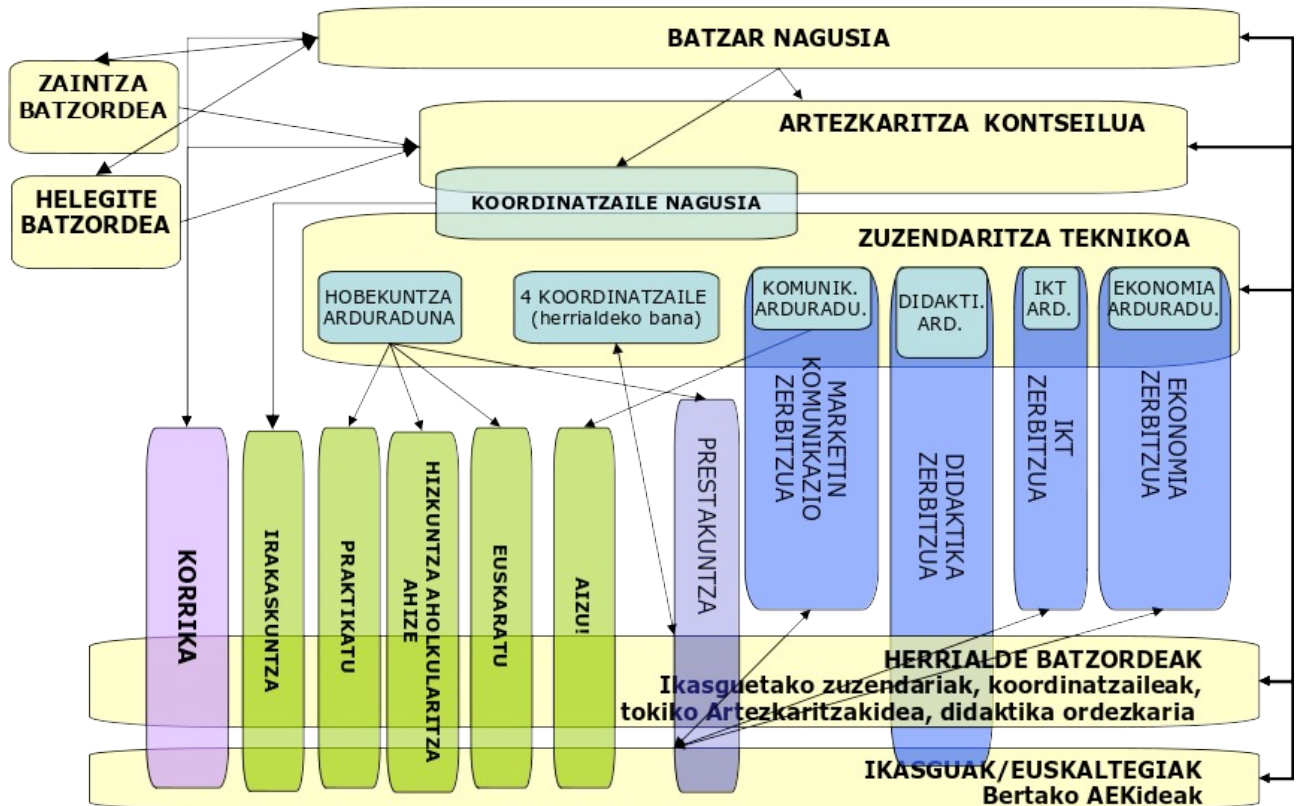 BATZAR NAGUSIA
ZAINTZA
BATZORDEA
ARTEZKARITZA KONTSEILUA
HELEGITE
BATZORDEA
KOORDINATZAILE NAGUSIA
ZUZENDARITZA TEKNIKOA
HOBEKUNTZA
ARDURADUNA
4 KOORDINATZAILE
(herrialdeko bana)
KOMUNIK.
ARDURADU.
DIDAKTI.
ARD.
IKT
ARD.
EKONOMIA
ARDURADU.
KORRIKA
IRAKASKUNTZA
PRAKTIKATU
HIZKUNTZA AHOLKULARITZA
AHIZE
EUSKARATU
AIZU!
PRESTAKUNTZA
MARKETIN
KOMUNIKAZIO
ZERBITZUA
DIDAKTIKA
ZERBITZUA
IKT
ZERBITZUA
EKONOMIA
ZERBITZUA
HERRIALDE BATZORDEAK
Ikasguetako zuzendariak, koordinatzaileak,
tokiko Artezkaritzakidea, didaktika ordezkaria
IKASGUAK/EUSKALTEGIAK
Bertako AEKideak